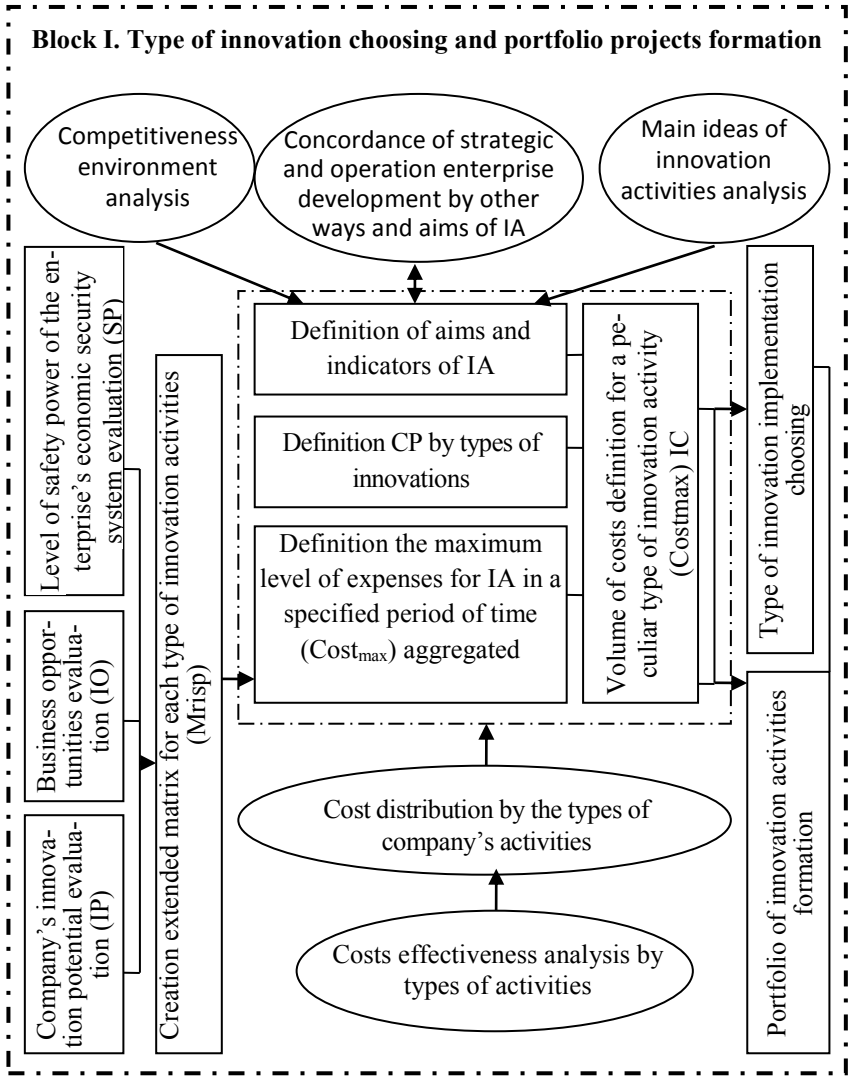 Block I. Type of innovation choosing and portfolio projects formation
Competitiveness
environment
analysis
Concordance of strategic
and operation enterprise
development by other
ways and aims of IA
Main ideas of
innovation
activities analysis
Level of safety power of the en-
terprise’s economic security
system evaluation (SP)
Business oppor-
tunities evalua-
tion (IO)
Company’s innova-
tion potential evalua-
tion (IP)
Creation extended matrix for each type of innovation activities
(Mrisp)
Definition of aims and
indicators of IA
Definition CP by types of
innovations
Definition the maximum
level of expenses for IA in a
specified period of time
(Costmax) aggregated
Volume of costs definition for a pe-
culiar type of innovation activity
(Costmax) IC
Type of innovation implementation
choosing
Portfolio of innovation activities
formation
Cost distribution by the types of
company’s activities
Costs effectiveness analysis by
types of activities